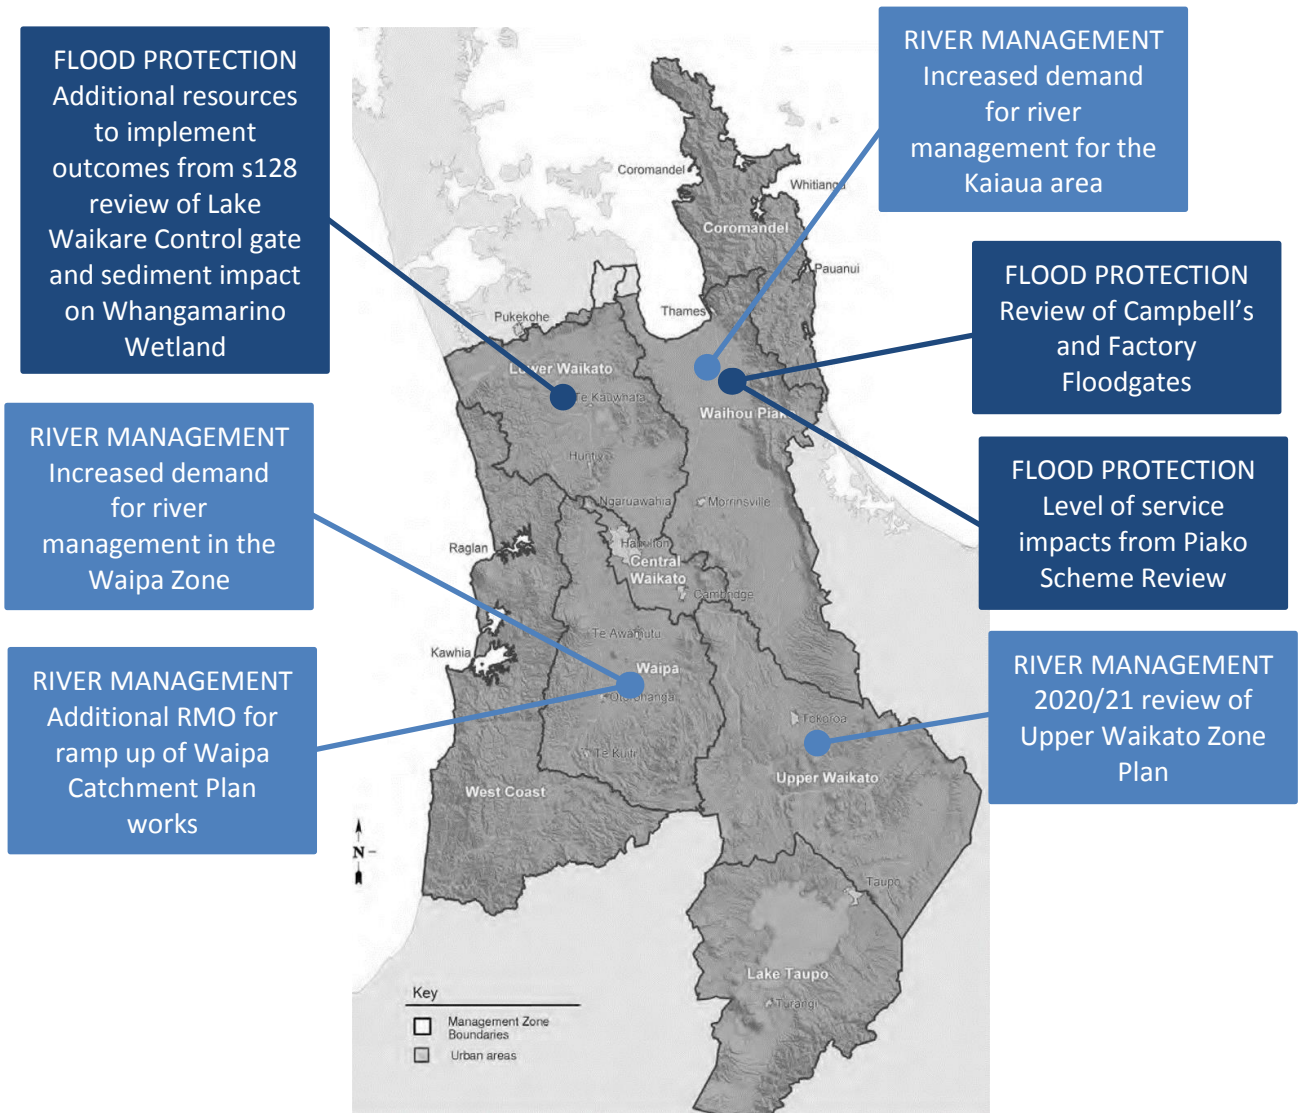 FLOOD PROTECTION
Additional resources
to implement
outcomes from s128
review of Lake
Waikare Control gate
and sediment impact
on Whangamarino
Wetland
RIVER MANAGEMENT
Increased demand
for river
management in the
Waipa Zone
RIVER MANAGEMENT
Additional RMO for
ramp up of Waipa
Catchment Plan
works
RIVER MANAGEMENT
Increased demand
for river
management for the
Kaiaua area
FLOOD PROTECTION
Review of Campbell’s
and Factory
Floodgates
FLOOD PROTECTION
Level of service
impacts from Piako
Scheme Review
RIVER MANAGEMENT
2020/21 review of
Upper Waikato Zone
Plan
Coromandel
Whitianga
Coromandel
Pauanui
Thames
Pukekohe
Lower Waikato
Te Kauwhata
Waihou Piako
Huntly
Ngaruawahia
Morrinsville
Raglan
Hamilton
Central
Waikato
Cambridge
Te Awamutu
Kawhia
Waipa
Otorohanga
Tokoroa
Te Kuiti
Upper Waikato
West Coast
N
Taupo
Lake Taupo
Turangi
Key
Management Zone
Boundaries
Urban areas